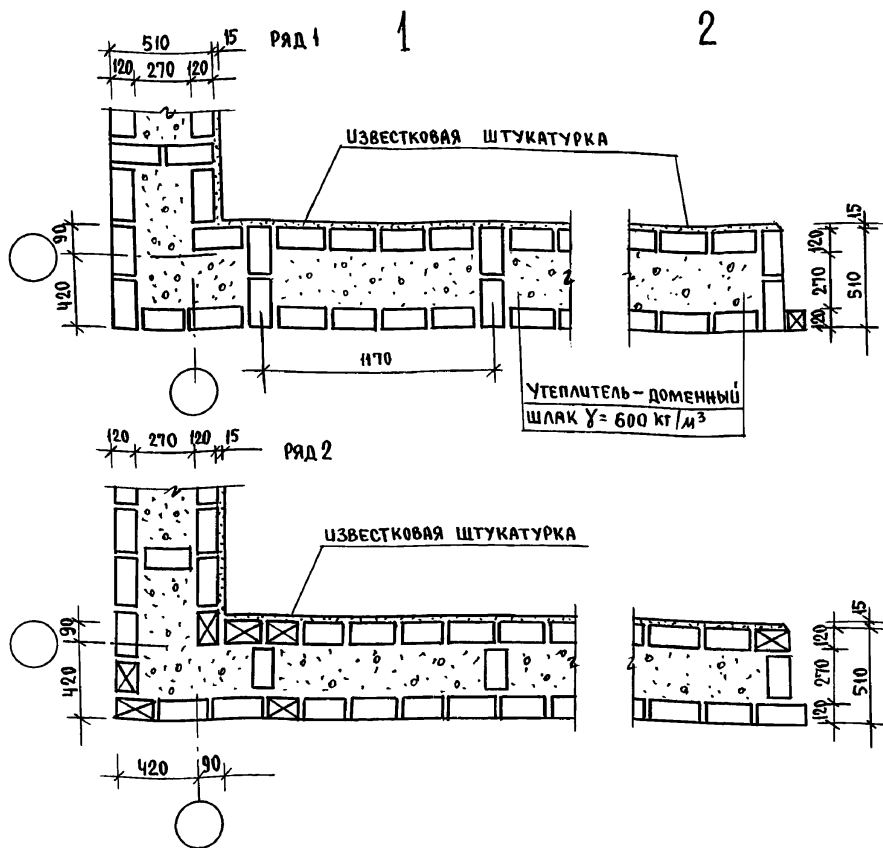 1
2
510
15
РЯД 1
120 270 120
ИЗВЕСТКОВАЯ ШТУКАТУРКА
90
420
15
120
270
120
510
1170
УТЕПЛИТЕЛЬ-ДОМЕННЫЙ
ШЛАК γ = 600 кг/м³
120 270 120 15
РЯД 2
ИЗВЕСТКОВАЯ ШТУКАТУРКА
90
420
15
120
270
120
510
420 90